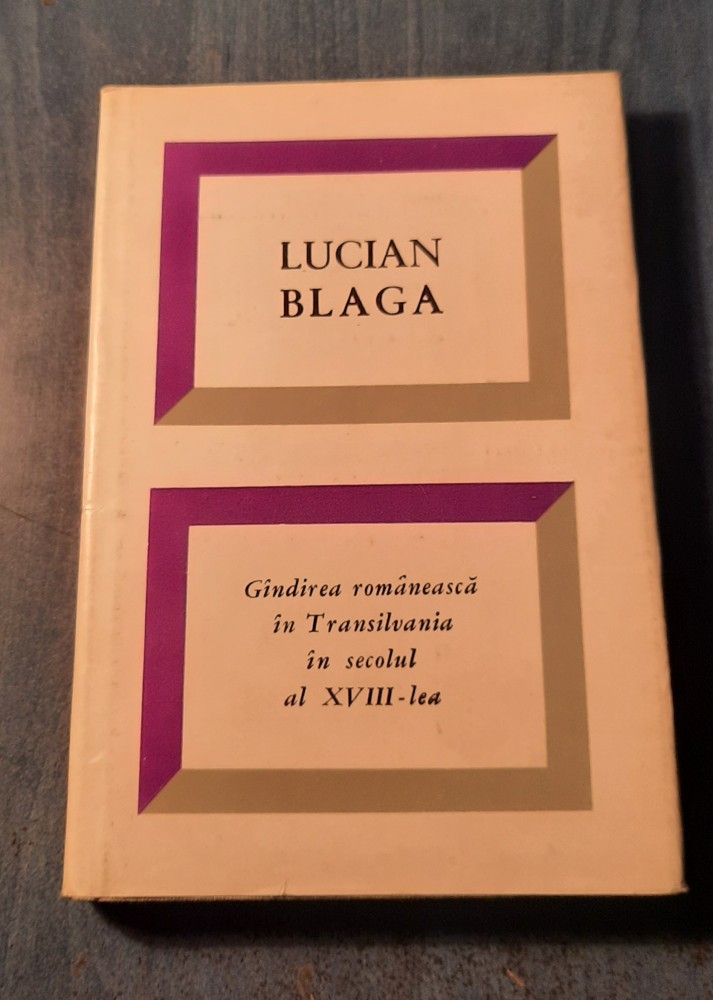 LUCIAN
BLAGA
Gîndirea românească
în Transilvania
în secolul
al XVIII-lea